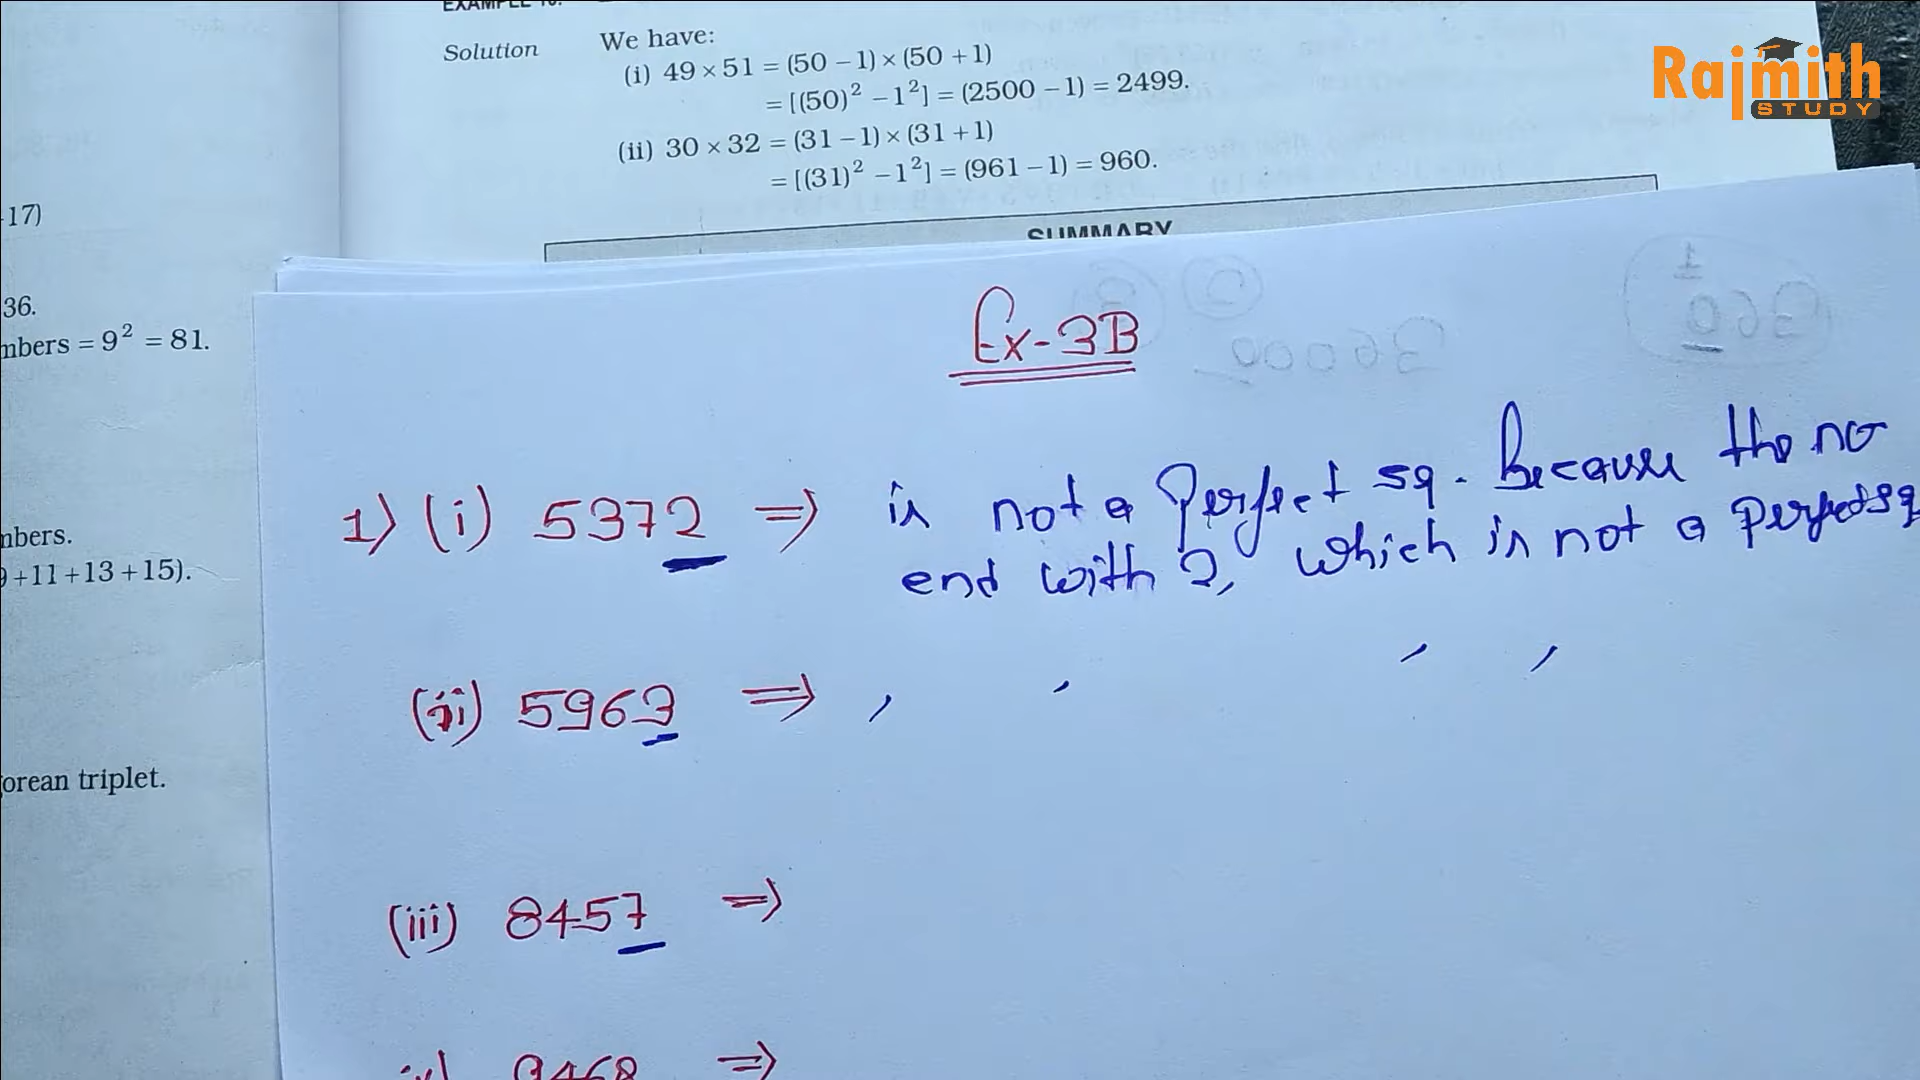 Rajmith
STUDY
Solution
We have:
(i) 49 × 51 = (50 – 1) × (50 + 1)
= [(50)² – 1²] = (2500 – 1) = 2499.
(ii) 30 × 32 = (31 – 1) × (31 + 1)
= [(31)² – 1²] = (961 – 1) = 960.
SUMMARY
17)
36.
mbers = 9² = 81.
mbers.
9 + 11 + 13 + 15).
orean triplet.
Ex-3B
1) (i) 5372 ⇒ is not a Perfect sq. Because the no
end with 2, which is not a perfect sq
(ii) 5963 ⇒ , , , ,
(iii) 8457 ⇒
⇒